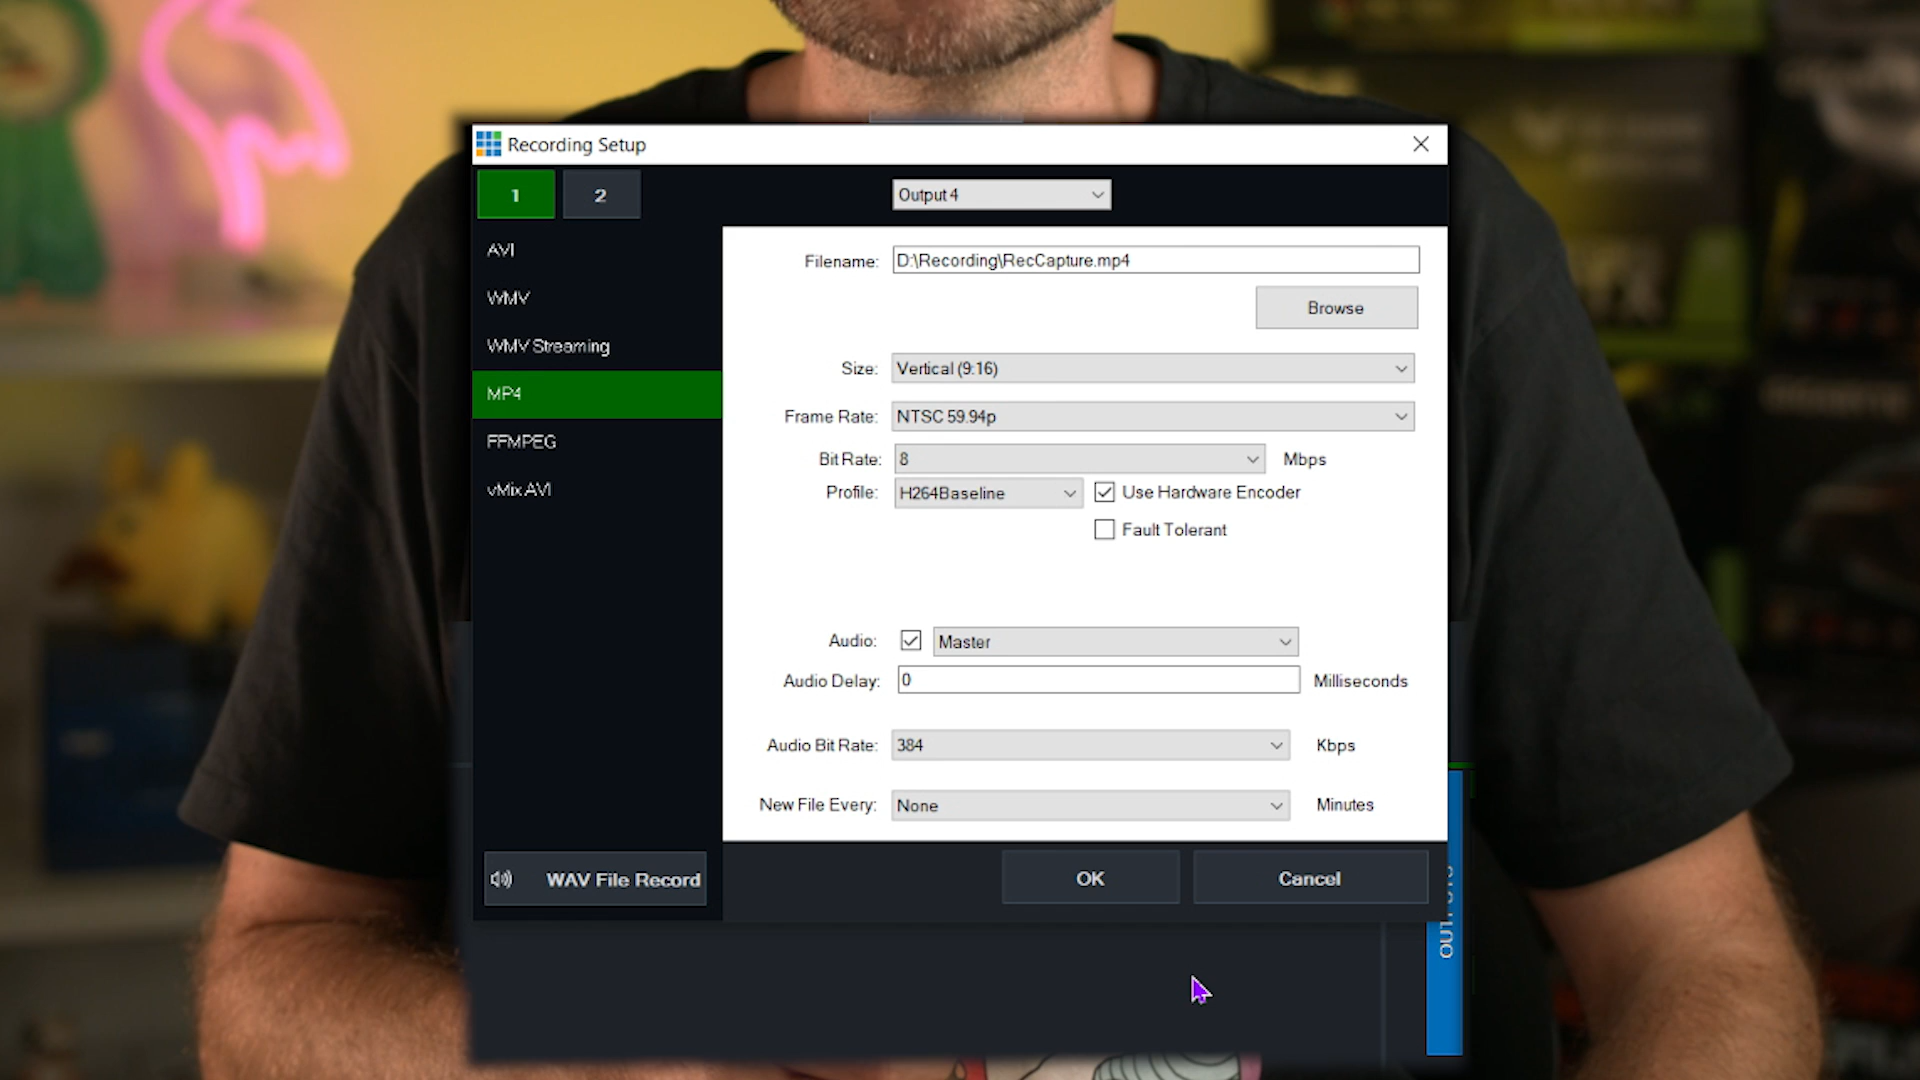 Recording Setup
1
2
Output 4
AVI
WMV
WMV Streaming
MP4
FFMPEG
vMix AVI
Filename:
D:\Recording\RecCapture.mp4
Browse
Size:
Vertical (9:16)
Frame Rate:
NTSC 59.94p
Bit Rate:
8
Mbps
Profile:
H264Baseline
Use Hardware Encoder
Fault Tolerant
Audio:
Master
Audio Delay:
0
Milliseconds
Audio Bit Rate:
384
Kbps
New File Every:
None
Minutes
WAV File Record
OK
Cancel